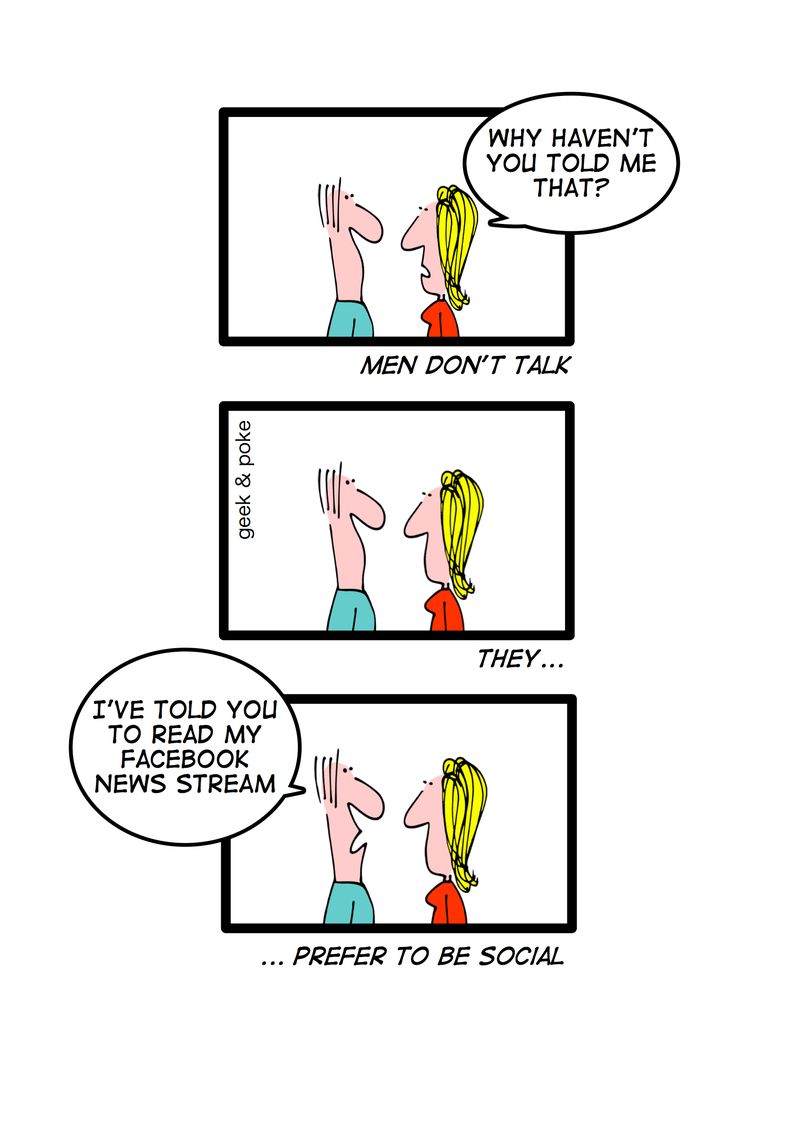 WHY HAVEN'T
YOU TOLD ME
THAT?
MEN DON'T TALK
geek & poke
THEY...
I'VE TOLD YOU
TO READ MY
FACEBOOK
NEWS STREAM
... PREFER TO BE SOCIAL